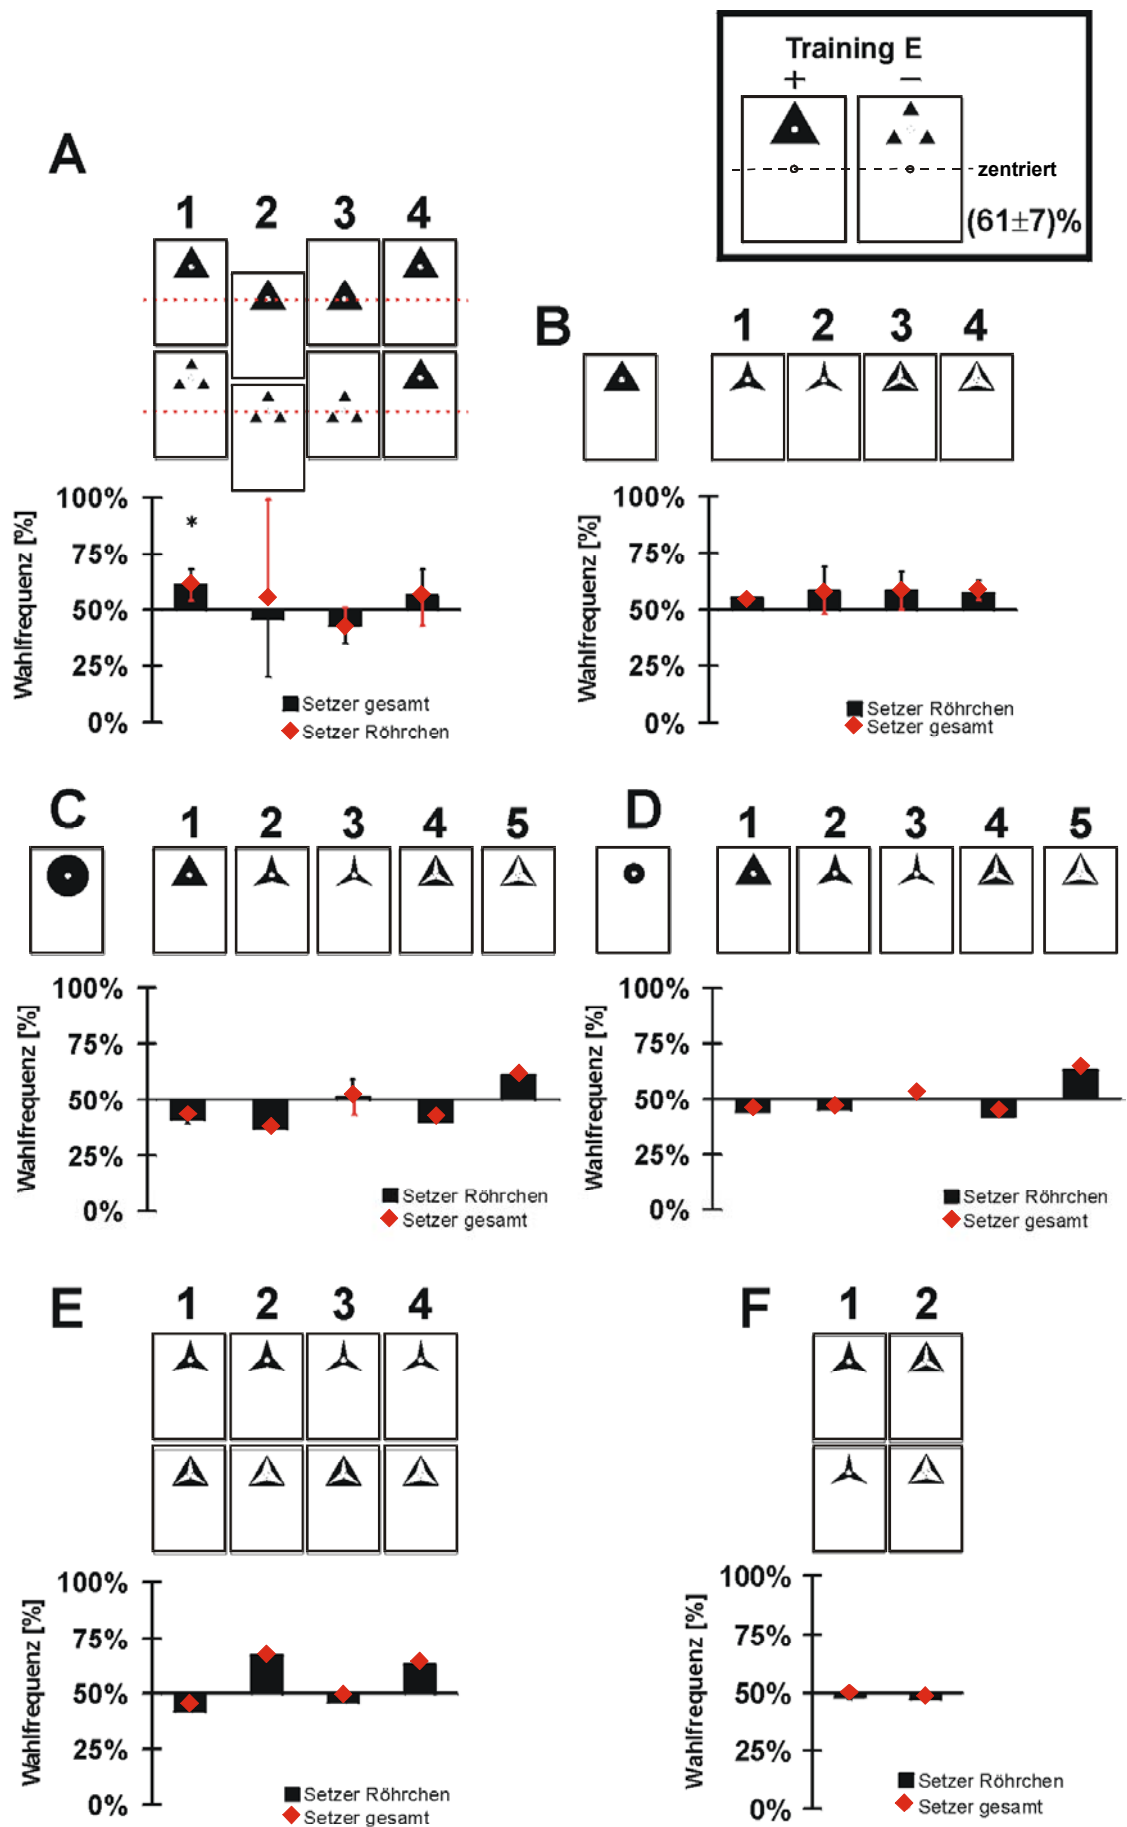 Training E
+ −
zentriert
(61±7)%
A
1 2 3 4
100%
75%
50%
25%
0%
Wahlfrequenz [%]
*
Setzer gesamt
Setzer Röhrchen
B
1 2 3 4
100%
75%
50%
25%
0%
Wahlfrequenz [%]
Setzer Röhrchen
Setzer gesamt
C
1 2 3 4 5
100%
75%
50%
25%
0%
Wahlfrequenz [%]
Setzer Röhrchen
Setzer gesamt
D
1 2 3 4 5
100%
75%
50%
25%
0%
Wahlfrequenz [%]
Setzer Röhrchen
Setzer gesamt
E
1 2 3 4
100%
75%
50%
25%
0%
Wahlfrequenz [%]
Setzer Röhrchen
Setzer gesamt
F
1 2
100%
75%
50%
25%
0%
Wahlfrequenz [%]
Setzer Röhrchen
Setzer gesamt